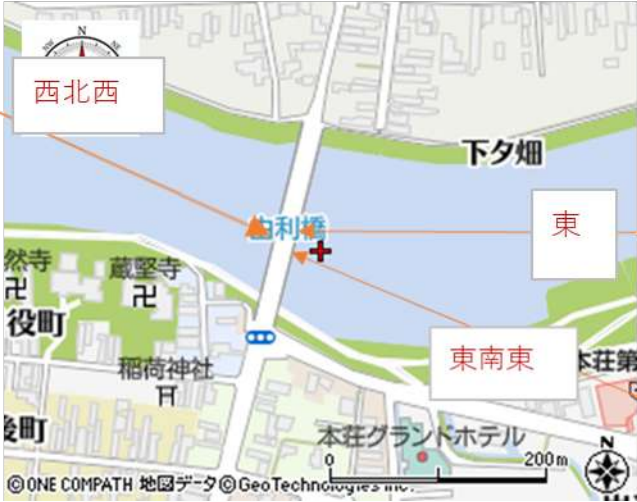 N
西北西
下夕畑
由利橋
東
然寺
卍
蔵堅寺
卍
役町
東南東
本荘第
稲荷神社
後町
本荘グランドホテル
0
200m
N
©ONE COMPATH 地図データ©GeoTechnologies Inc.